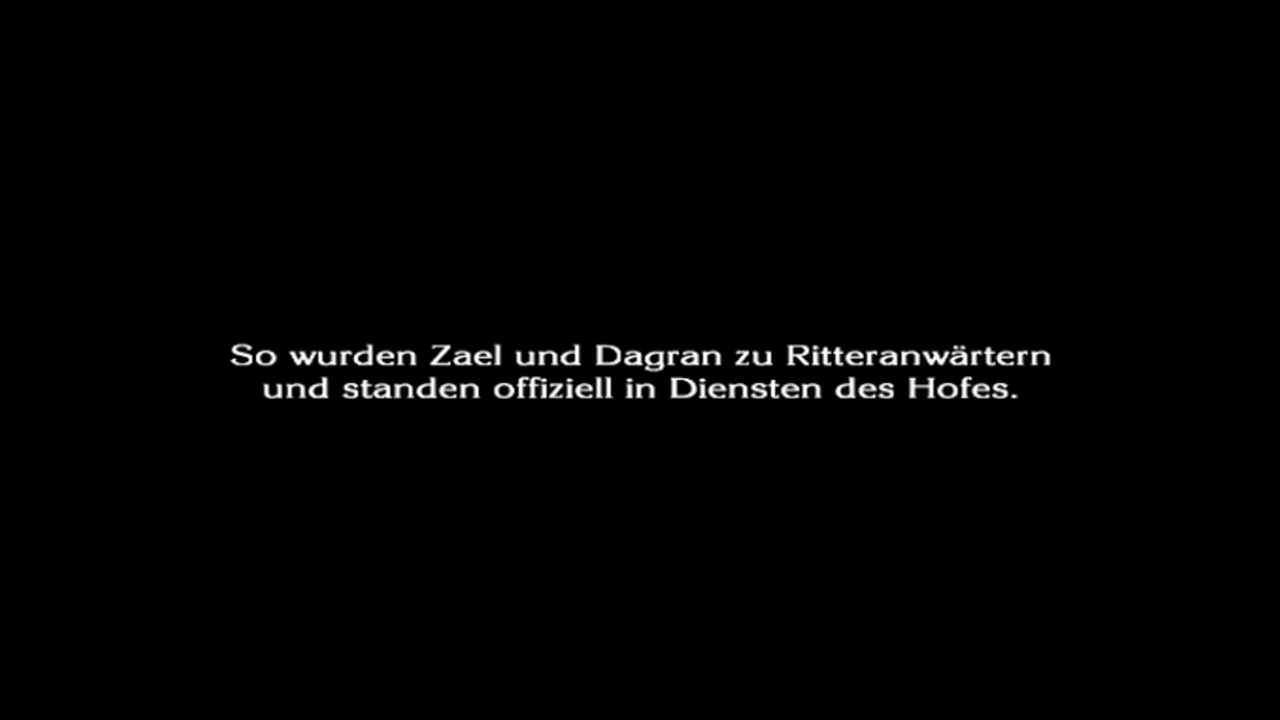 So wurden Zael und Dagran zu Ritteranwärtern
und standen offiziell in Diensten des Hofes.